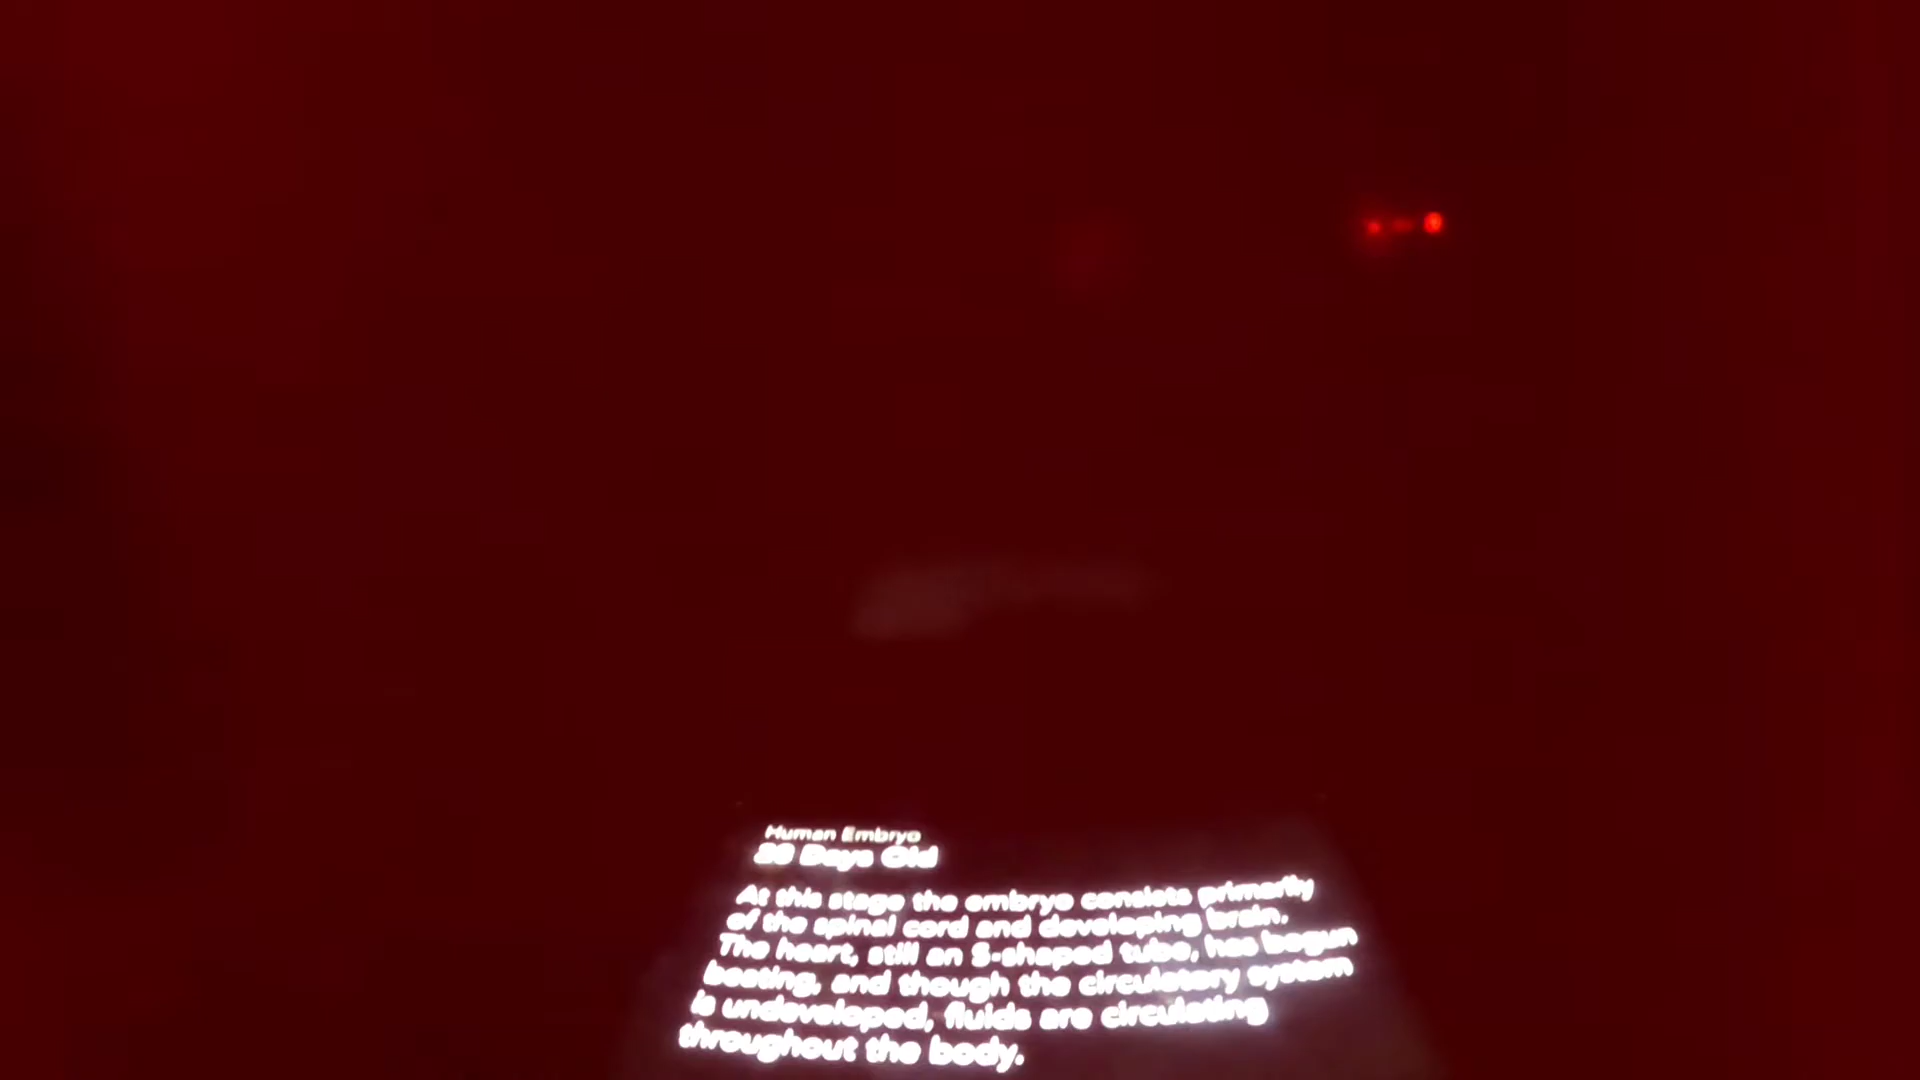 Human Embryo
Days Old
At this stage the embryo consists primarily
of the spinal cord and developing brain.
The heart, still an S-shaped tube, has begun
beating, and though the circulatory system
is undeveloped, fluids are circulating
throughout the body.